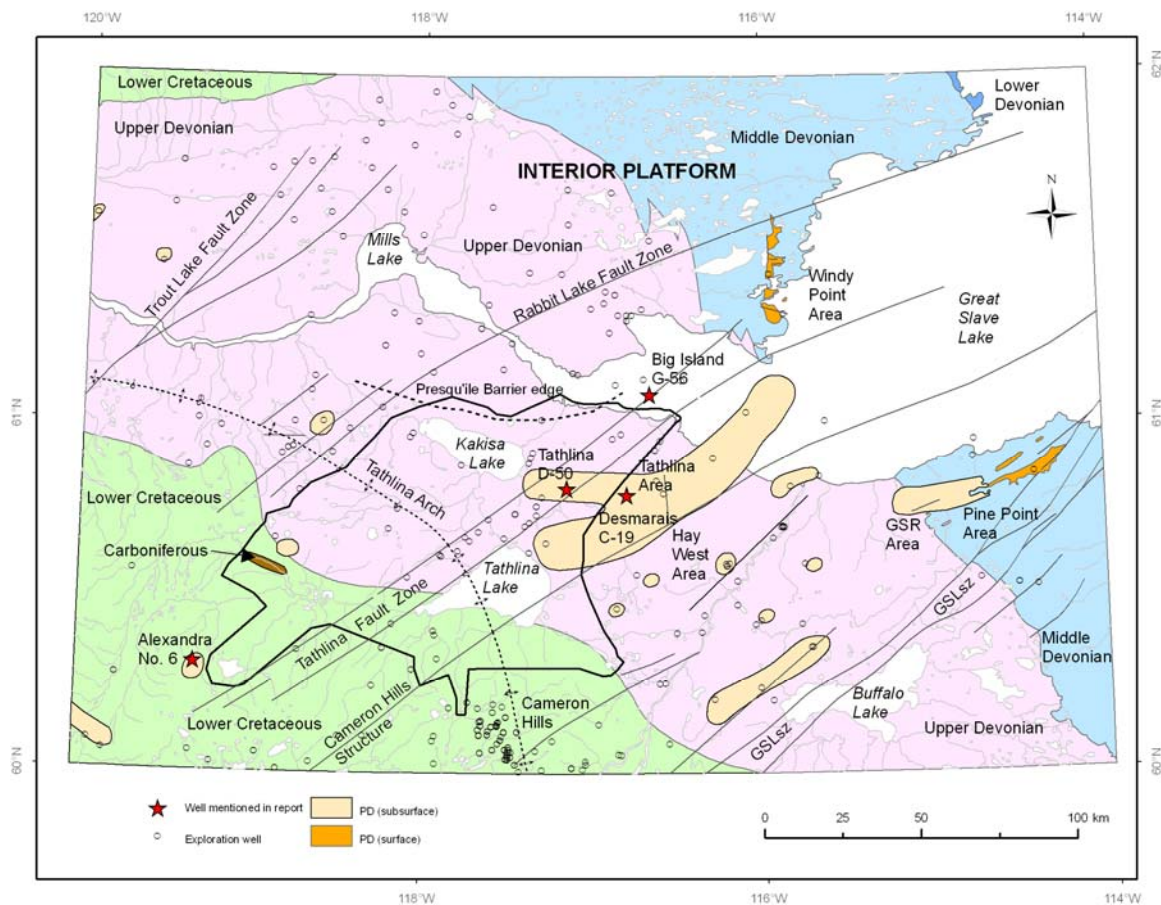 120°W
118°W
116°W
114°W
62°N
Lower Cretaceous
Lower
Devonian
Upper Devonian
Middle Devonian
INTERIOR PLATFORM
N
Trout Lake Fault Zone
Mills
Lake
Upper Devonian
Rabbit Lake Fault Zone
Windy
Point
Area
Great
Slave
Lake
Big Island
G-56
Presqu'ile Barrier edge
61°N
61°N
Kakisa
Lake
Tathlina
D-50
Tathlina
Area
Tathlina Arch
Lower Cretaceous
Desmarais
C-19
GSR
Area
Pine Point
Area
Carboniferous
Hay
West
Area
Tathlina
Lake
GSLsz
Tathlina Fault Zone
Alexandra
No. 6
Middle
Devonian
Lower Cretaceous
Cameron Hills
Structure
Cameron
Hills
Buffalo
Lake
GSLsz
Upper Devonian
60°N
60°N
Well mentioned in report
PD (subsurface)
Exploration well
PD (surface)
0 25 50 100 km
118°W
116°W
114°W